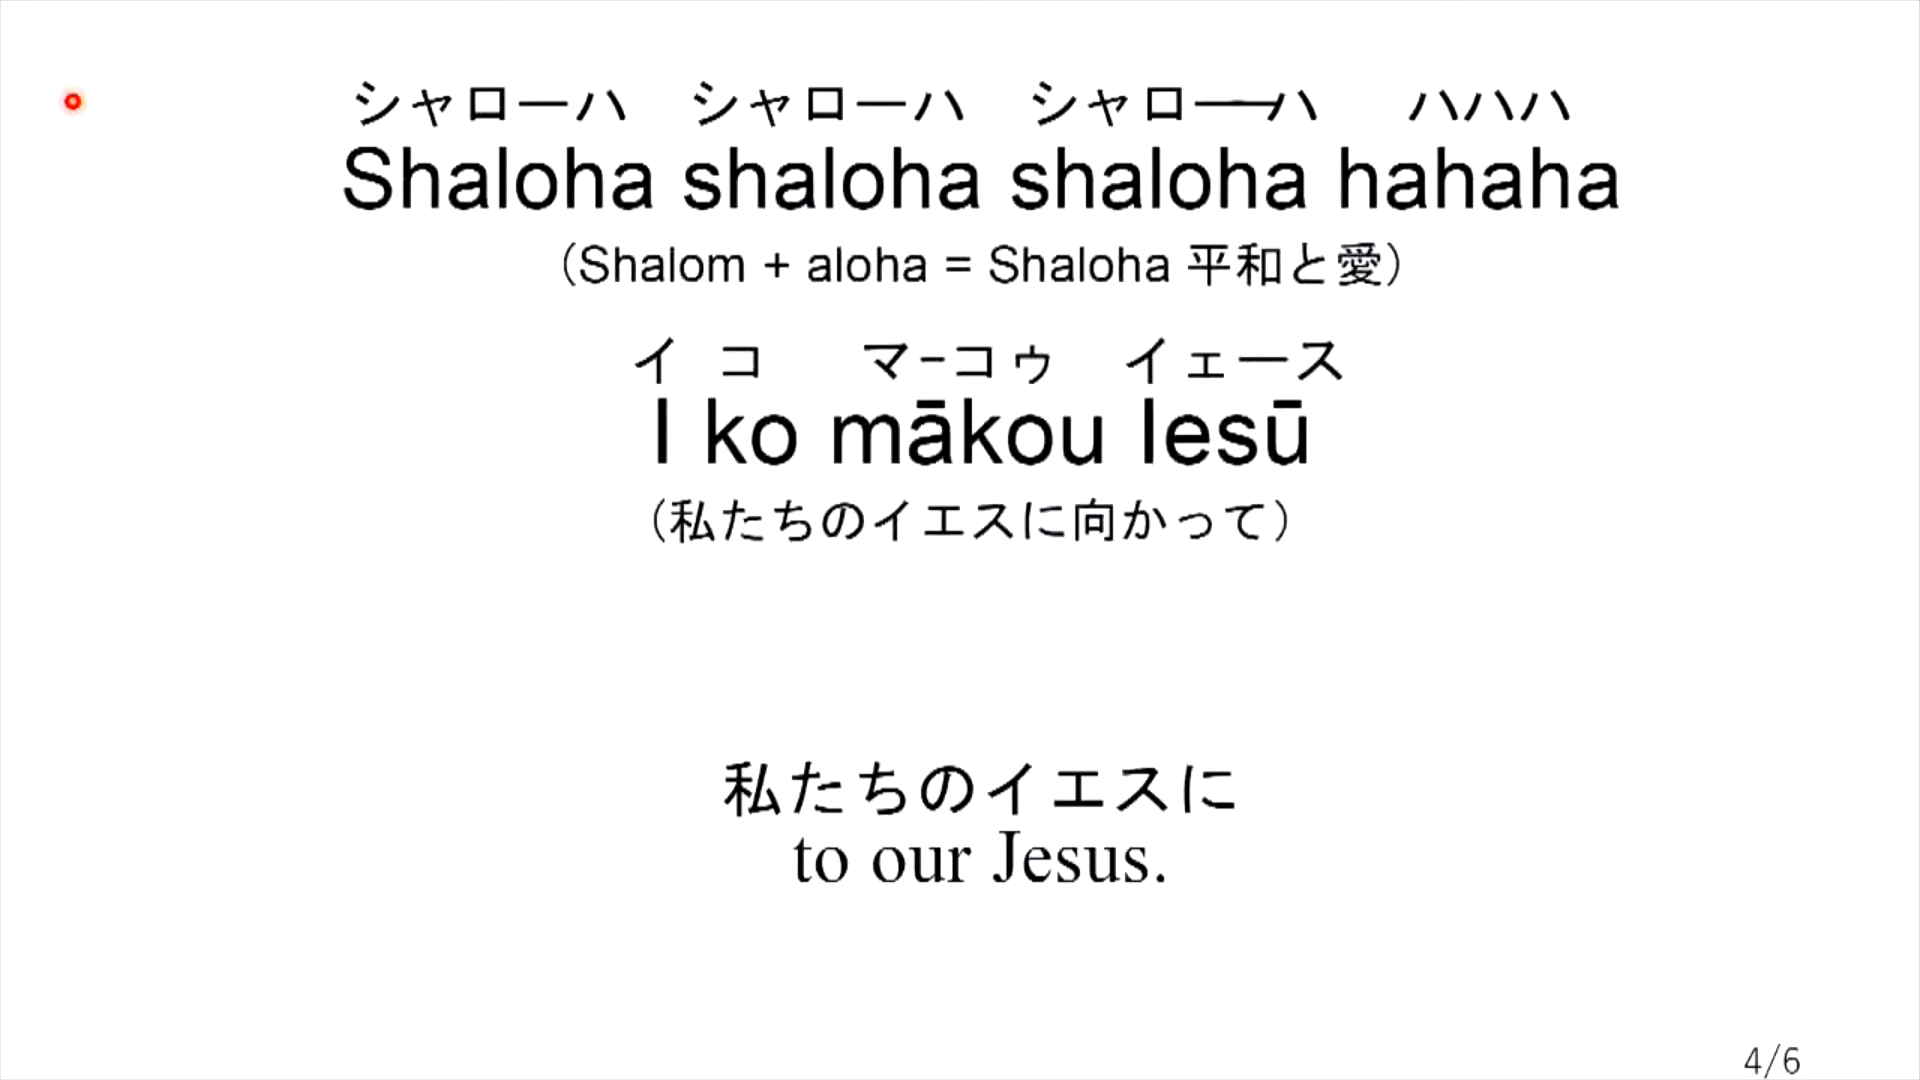 シャローハ シャローハ シャローハ ハハハ
Shaloha shaloha shaloha hahaha
（Shalom + aloha = Shaloha 平和と愛）
イ コ マ-コゥ イェース
I ko mākou Iesū
（私たちのイエスに向かって）
私たちのイエスに
to our Jesus.
4/6